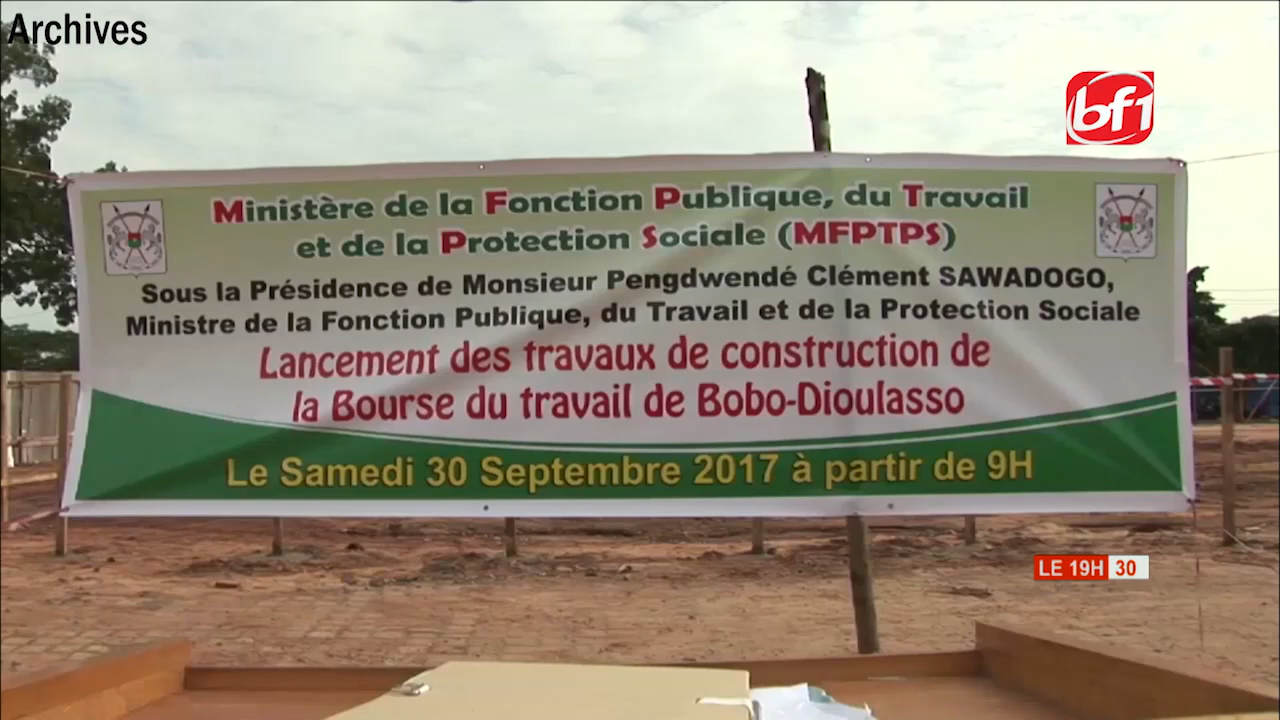 Archives
bf1
Ministère de la Fonction Publique, du Travail
et de la Protection Sociale (MFPTPS)
Sous la Présidence de Monsieur Pengdwendé Clément SAWADOGO,
Ministre de la Fonction Publique, du Travail et de la Protection Sociale
Lancement des travaux de construction de
la Bourse du travail de Bobo-Dioulasso
Le Samedi 30 Septembre 2017 à partir de 9H
LE 19H 30